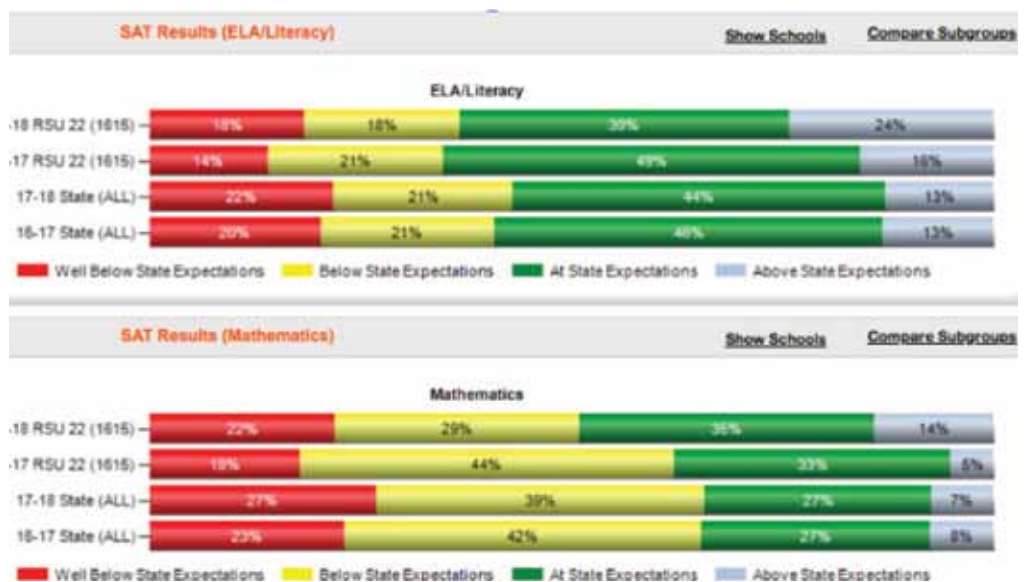 SAT Results (ELA/Literacy) Show Schools Compare Subgroups
ELA/Literacy
-18 RSU 22 (1615) 18% 18% 39% 24%
-17 RSU 22 (1615) 14% 21% 49% 16%
17-18 State (ALL) 22% 21% 44% 13%
16-17 State (ALL) 20% 21% 46% 13%
Well Below State Expectations Below State Expectations At State Expectations Above State Expectations
SAT Results (Mathematics) Show Schools Compare Subgroups
Mathematics
-18 RSU 22 (1615) 22% 29% 35% 14%
-17 RSU 22 (1615) 18% 44% 33% 5%
17-18 State (ALL) 27% 39% 27% 7%
16-17 State (ALL) 23% 42% 27% 8%
Well Below State Expectations Below State Expectations At State Expectations Above State Expectations